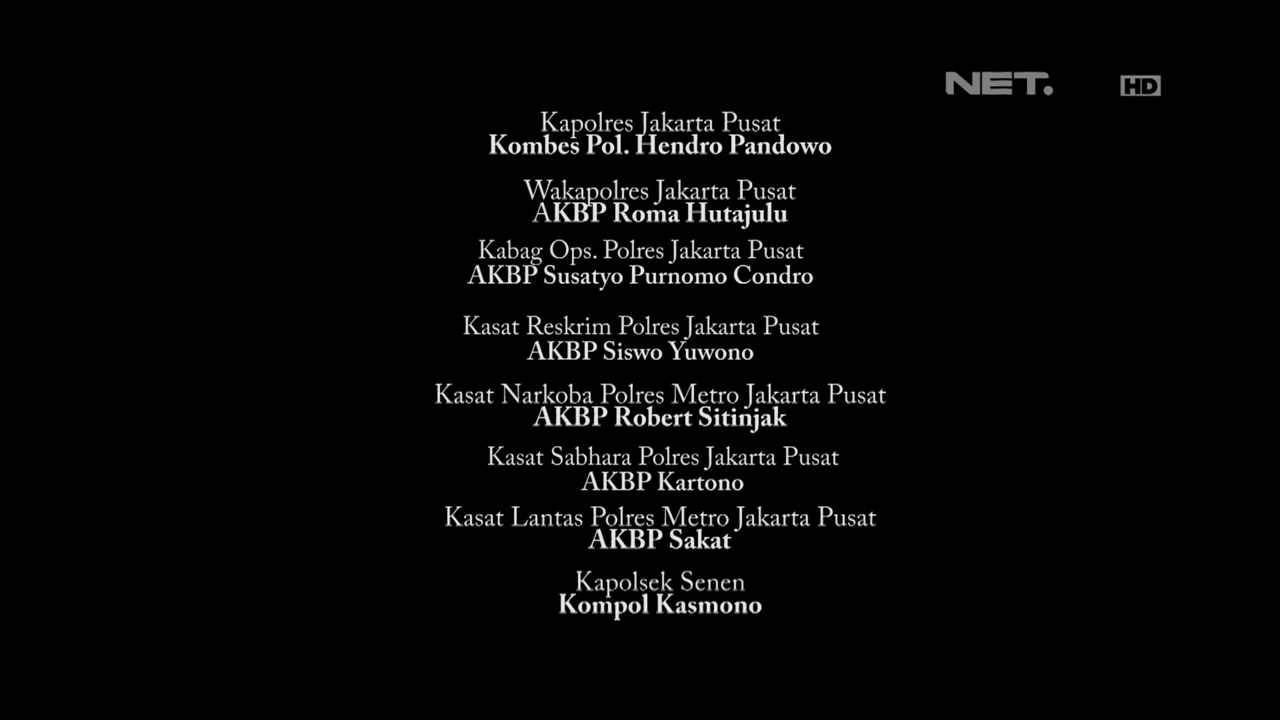 NET.
HD
Kapolres Jakarta Pusat
Kombes Pol. Hendro Pandowo
Wakapolres Jakarta Pusat
AKBP Roma Hutajulu
Kabag Ops. Polres Jakarta Pusat
AKBP Susatyo Purnomo Condro
Kasat Reskrim Polres Jakarta Pusat
AKBP Siswo Yuwono
Kasat Narkoba Polres Metro Jakarta Pusat
AKBP Robert Sitinjak
Kasat Sabhara Polres Jakarta Pusat
AKBP Kartono
Kasat Lantas Polres Metro Jakarta Pusat
AKBP Sakat
Kapolsek Senen
Kompol Kasmono